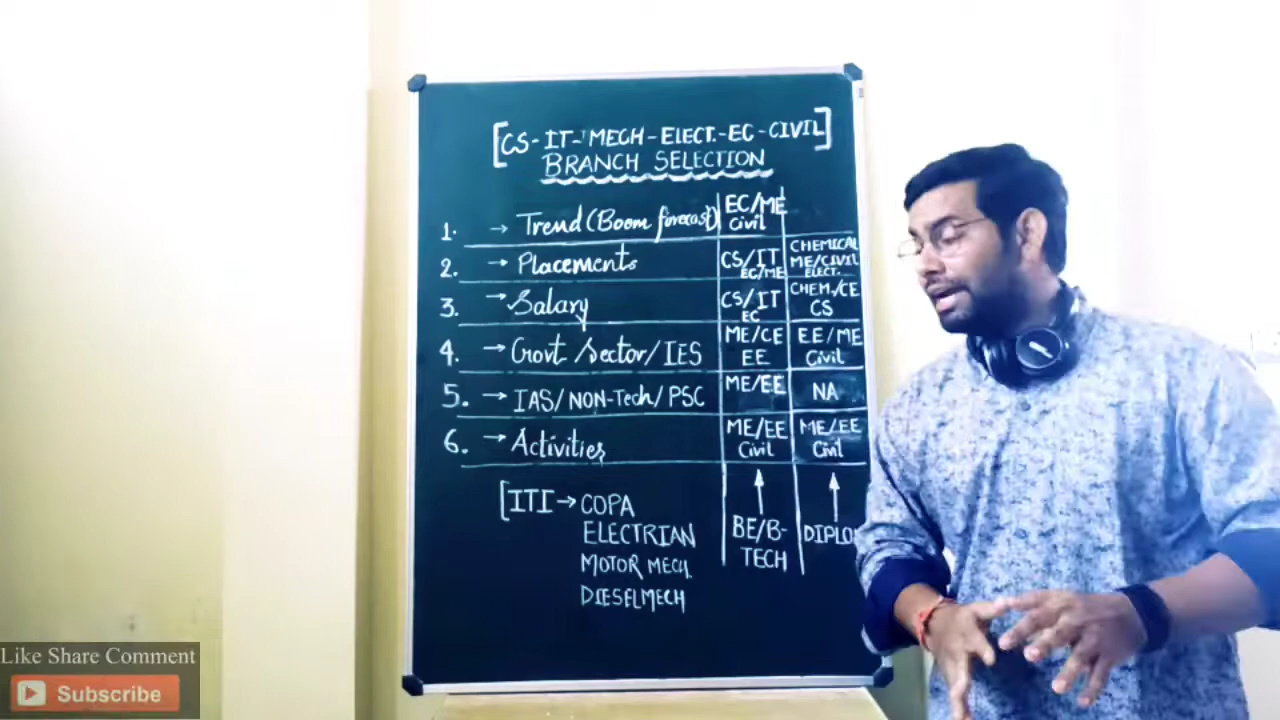 [CS-IT-MECH-ELECT.-EC-CIVIL]
BRANCH SELECTION
1. → Trend (Boom forecast) EC/ME
Civil
2. → Placements CS/IT EC/ME CHEMICAL ME/CIVIL ELECT.
3. → Salary CS/IT EC CHEM./CE CS
4. → Govt Sector/IES ME/CE EE EE/ME Civil
5. → IAS/NON-Tech/PSC ME/EE NA
6. → Activities ME/EE Civil ME/EE Civil
[ITI → COPA
ELECTRIAN
MOTOR MECH.
DIESELMECH
BE/B-
TECH
DIPLO
Like Share Comment
Subscribe